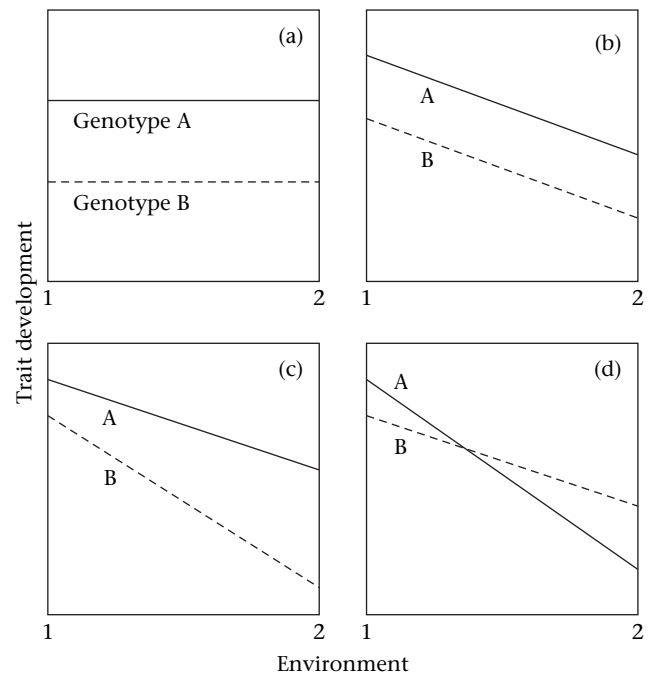 (a)
Genotype A
Genotype B
1 2
(b)
A
B
1 2
Trait development
(c)
A
B
1 2
(d)
A
B
1 2
Environment